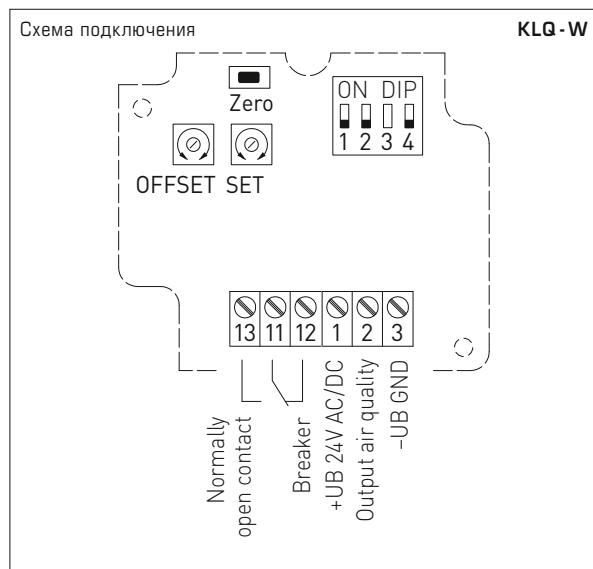 Схема подключения
KLQ-W
Zero
ON DIP
1 2 3 4
OFFSET SET
13 11 12 1 2 3
Normally
open contact
Breaker
+UB 24V AC/DC
Output air quality
-UB GND